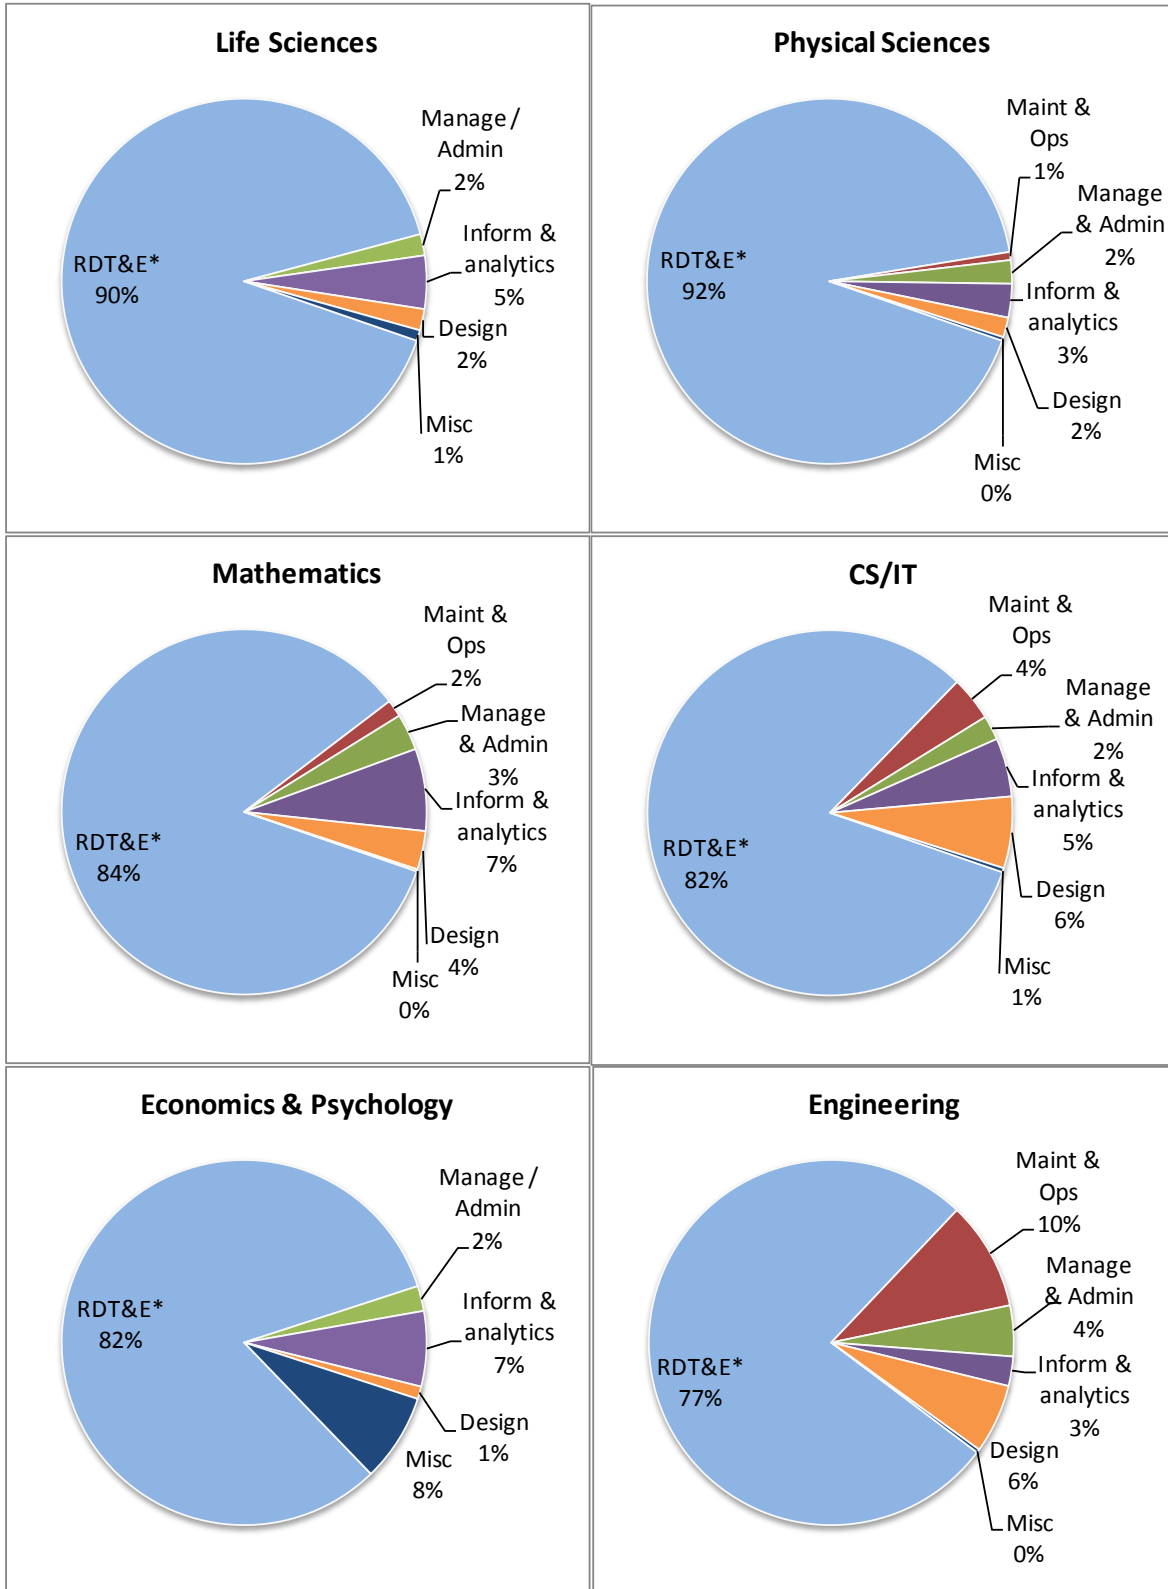 Life Sciences
Manage /
Admin
2%
Inform &
analytics
5%
Design
2%
Misc
1%
RDT&E*
90%
Physical Sciences
Maint &
Ops
1%
Manage
& Admin
2%
Inform &
analytics
3%
Design
2%
Misc
0%
RDT&E*
92%
Mathematics
Maint &
Ops
2%
Manage
& Admin
3%
Inform &
analytics
7%
Design
4%
Misc
0%
RDT&E*
84%
CS/IT
Maint &
Ops
4%
Manage
& Admin
2%
Inform &
analytics
5%
Design
6%
Misc
1%
RDT&E*
82%
Economics & Psychology
Manage /
Admin
2%
Inform &
analytics
7%
Design
1%
Misc
8%
RDT&E*
82%
Engineering
Maint &
Ops
10%
Manage
& Admin
4%
Inform &
analytics
3%
Design
6%
Misc
0%
RDT&E*
77%